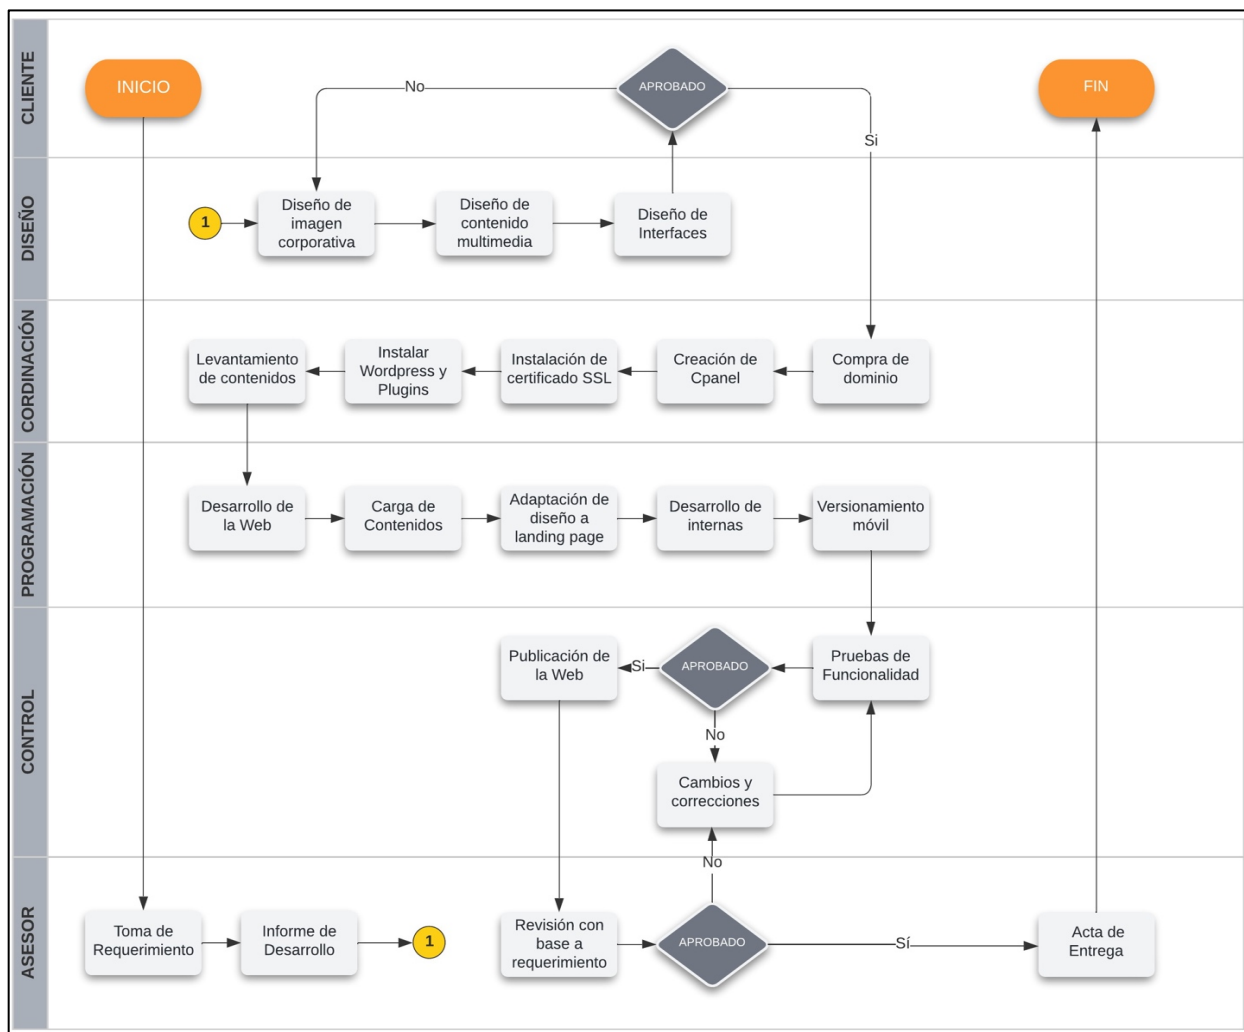 CLIENTE
INICIO
No
APROBADO
Si
FIN
DISEÑO
1
Diseño de
imagen
corporativa
Diseño de
contenido
multimedia
Diseño de
Interfaces
CORDINACIÓN
Levantamiento
de contenidos
Instalar
Wordpress y
Plugins
Instalación de
certificado SSL
Creación de
Cpanel
Compra de
dominio
PROGRAMACIÓN
Desarrollo de
la Web
Carga de
Contenidos
Adaptación de
diseño a
landing page
Desarrollo de
internas
Versionamiento
móvil
CONTROL
Publicación de
la Web
Si
APROBADO
Pruebas de
Funcionalidad
No
Cambios y
correcciones
No
ASESOR
Toma de
Requerimiento
Informe de
Desarrollo
1
Revisión con
base a
requerimiento
APROBADO
Sí
Acta de
Entrega